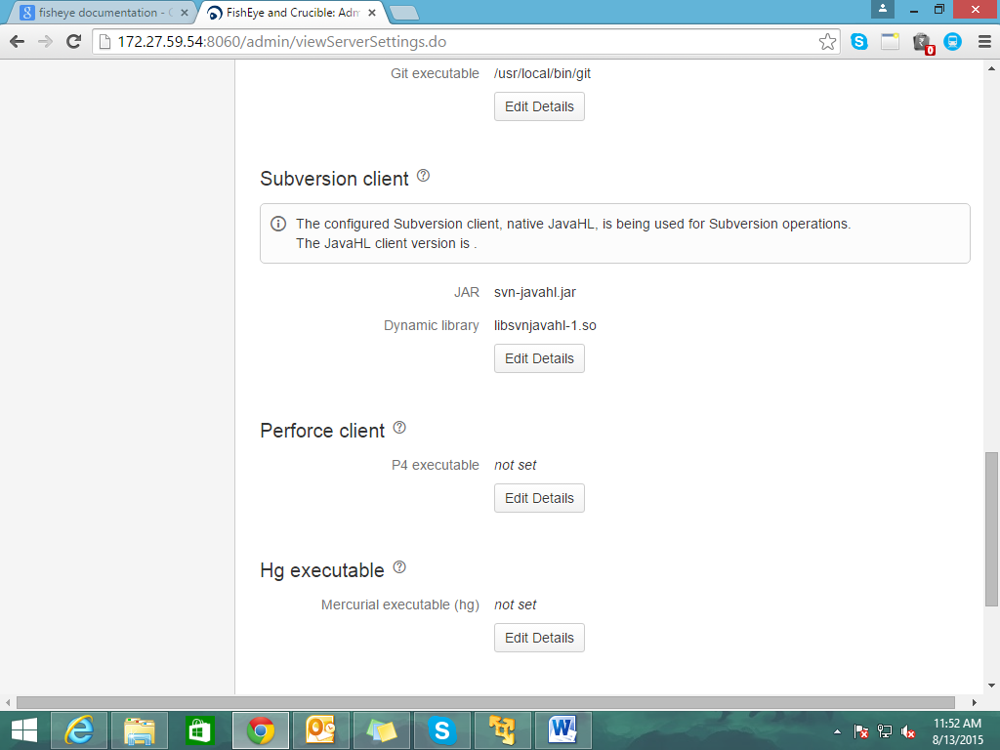 fisheye documentation -
FishEye and Crucible: Adm
172.27.59.54:8060/admin/viewServerSettings.do
0
Git executable /usr/local/bin/git
Edit Details
Subversion client
The configured Subversion client, native JavaHL, is being used for Subversion operations.
The JavaHL client version is .
JAR svn-javahl.jar
Dynamic library libsvnjavahl-1.so
Edit Details
Perforce client
P4 executable not set
Edit Details
Hg executable
Mercurial executable (hg) not set
Edit Details
11:52 AM
8/13/2015